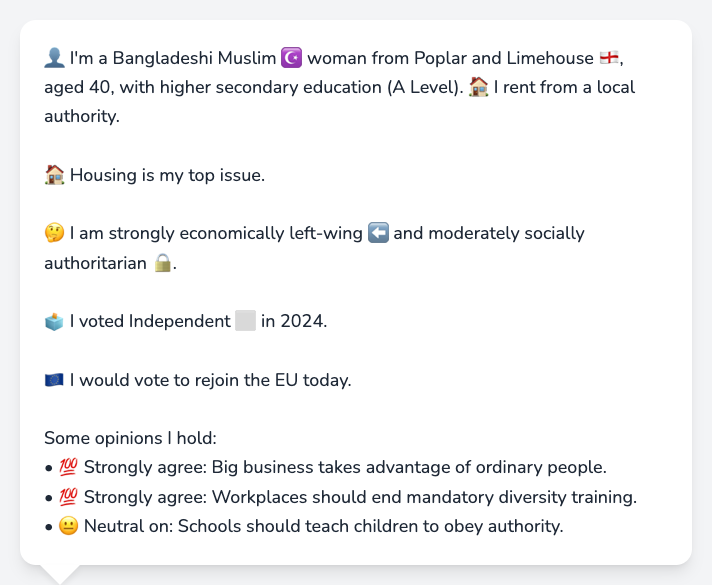 👤 I'm a Bangladeshi Muslim ☪️ woman from Poplar and Limehouse 🏴󠁧󠁢󠁥󠁮󠁧󠁿,
aged 40, with higher secondary education (A Level). 🏠 I rent from a local
authority.
🏠 Housing is my top issue.
🤔 I am strongly economically left-wing ⬅️ and moderately socially
authoritarian 🔒.
🗳️ I voted Independent ⬜ in 2024.
🇪🇺 I would vote to rejoin the EU today.
Some opinions I hold:
• 💯 Strongly agree: Big business takes advantage of ordinary people.
• 💯 Strongly agree: Workplaces should end mandatory diversity training.
• 😐 Neutral on: Schools should teach children to obey authority.